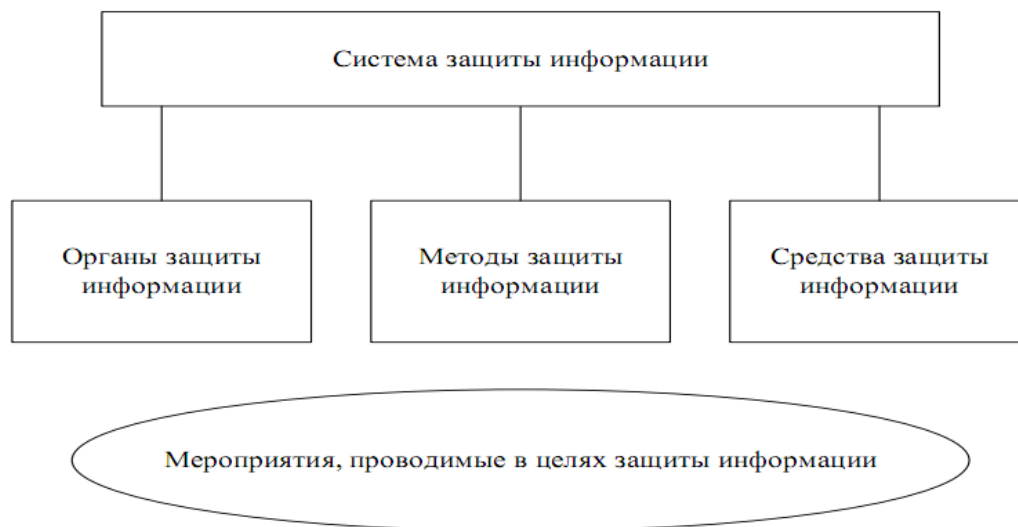 Система защиты информации
Органы защиты
информации
Методы защиты
информации
Средства защиты
информации
Мероприятия, проводимые в целях защиты информации